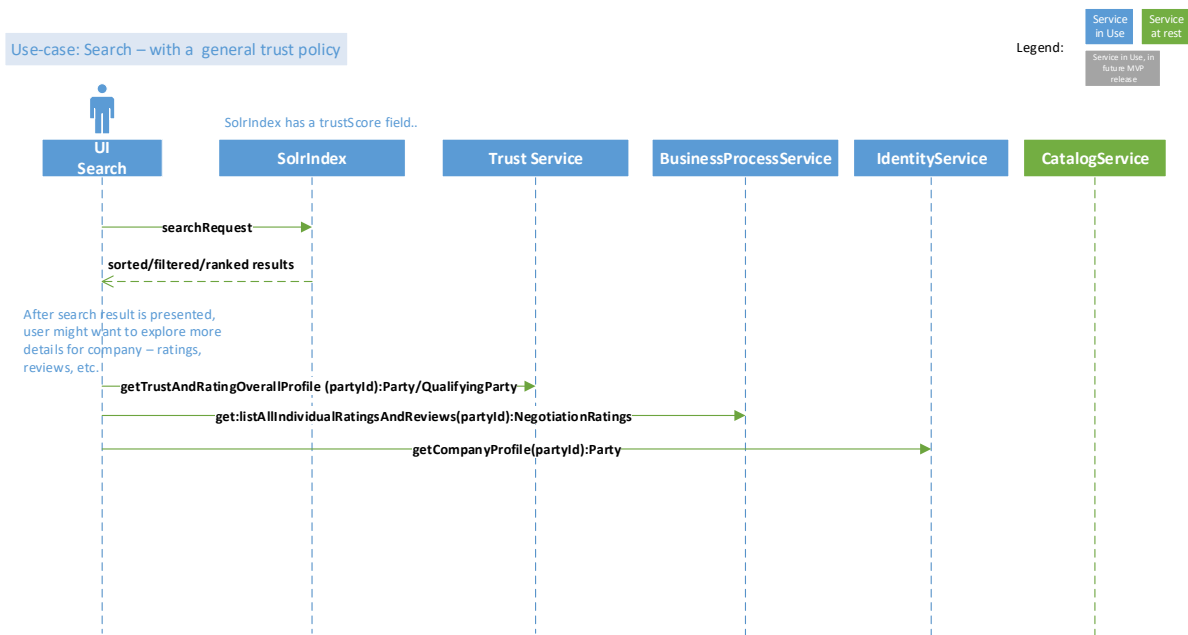 Use-case: Search – with a  general trust policy
Legend:
Service
in Use
Service
at rest
Service in Use, in
future MVP
release
SolrIndex has a trustScore field..
UI
Search
SolrIndex
Trust Service
BusinessProcessService
IdentityService
CatalogService
searchRequest
sorted/filtered/ranked results
After search result is presented,
user might want to explore more
details for company – ratings,
reviews, etc.
getTrustAndRatingOverallProfile (partyId):Party/QualifyingParty
get:listAllIndividualRatingsAndReviews(partyId):NegotiationRatings
getCompanyProfile(partyId):Party